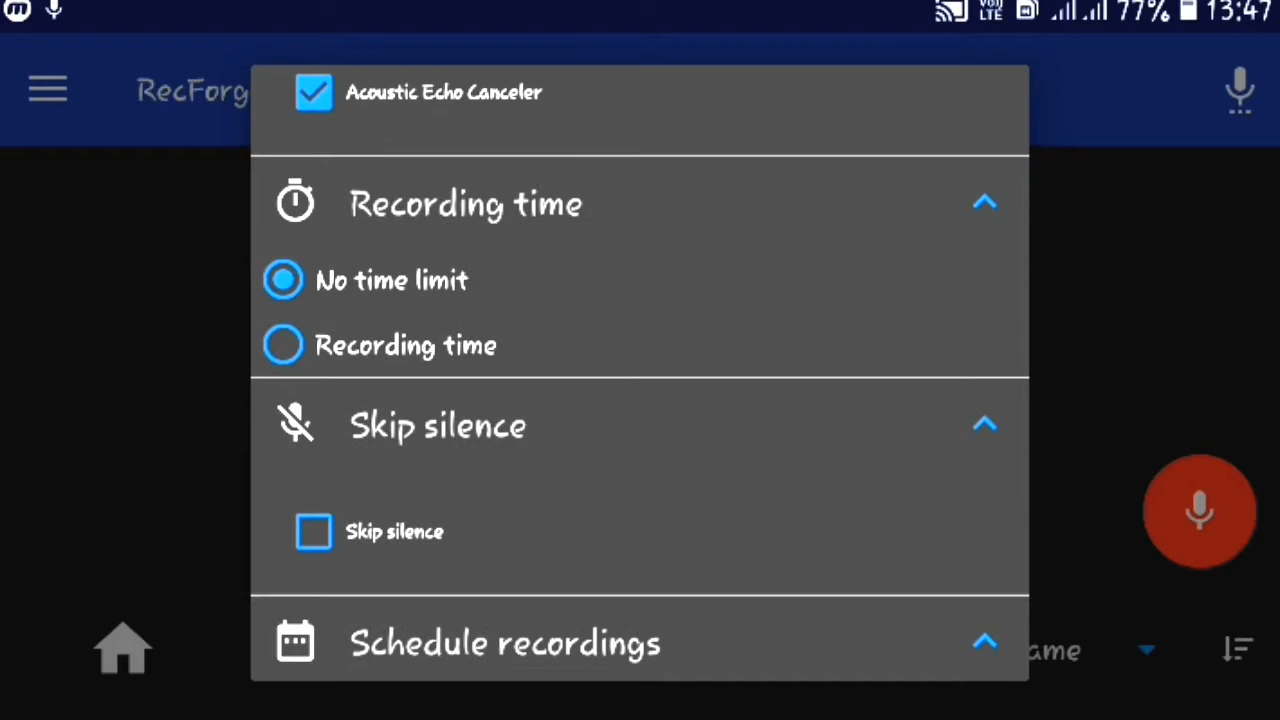 VoLTE 77% 13:47
RecForg
Acoustic Echo Canceler
Recording time
No time limit
Recording time
Skip silence
Skip silence
Schedule recordings
ame